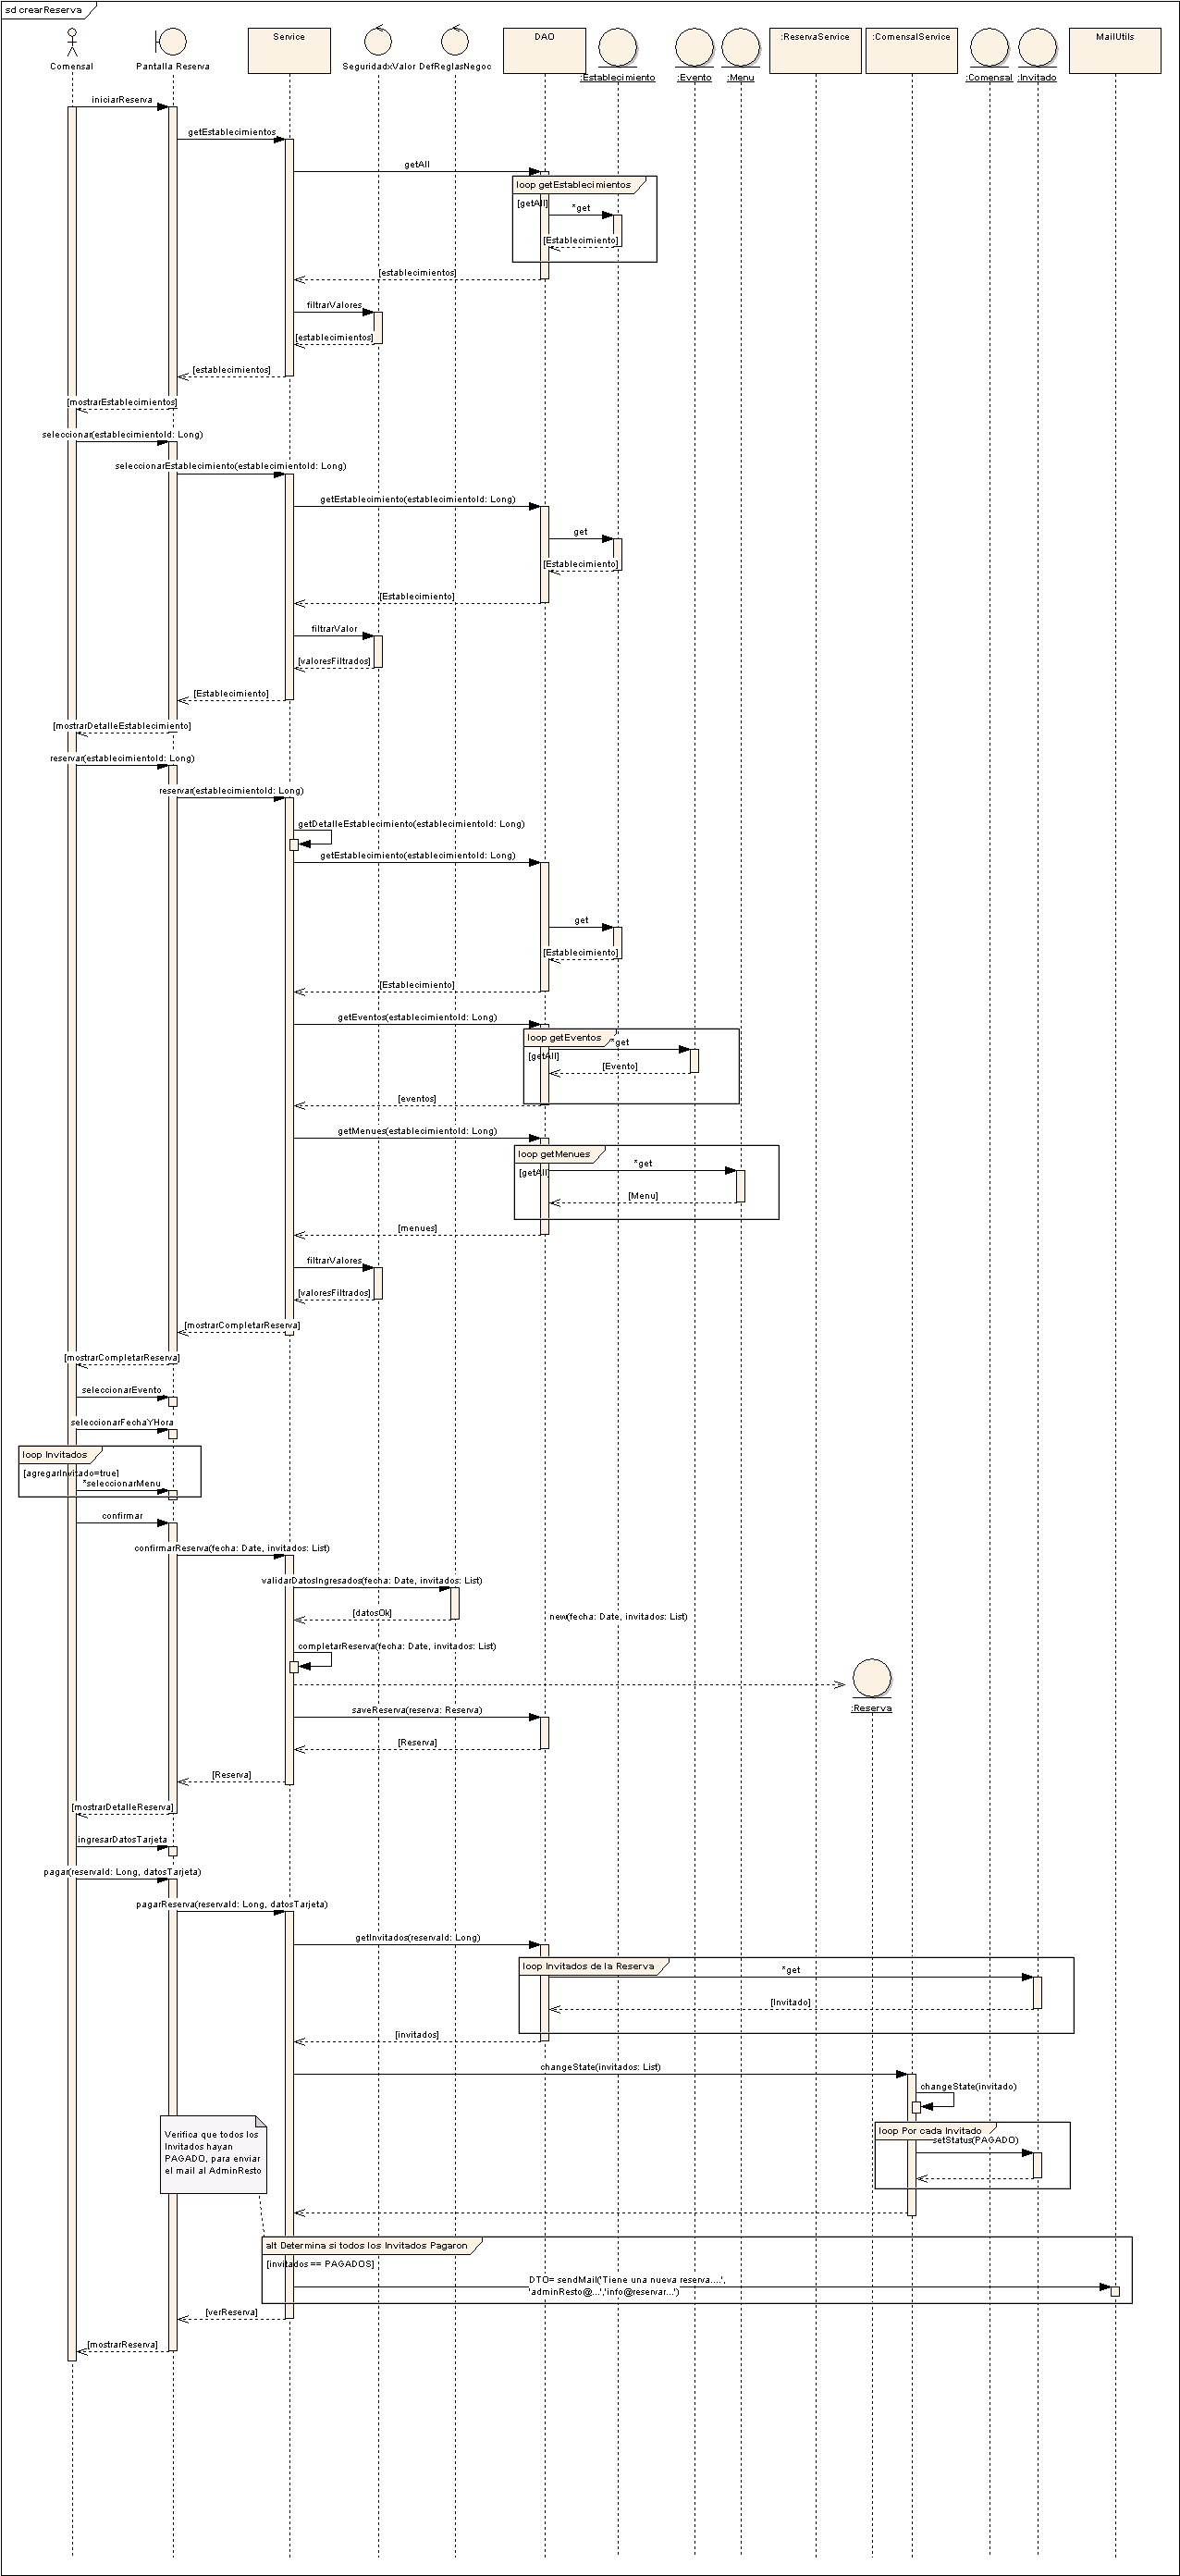 sd crearReserva
Comensal
Pantalla Reserva
Service
SeguridadxValor
DefReglasNegoc
DAO
:Establecimiento
:Evento
:Menu
:ReservaService
:ComensalService
:Comensal
:Invitado
MailUtils
iniciarReserva
getEstablecimientos
getAll
loop getEstablecimientos
[getAll]
*get
[Establecimiento]
[establecimientos]
filtrarValores
[establecimientos]
[establecimientos]
[mostrarEstablecimientos]
seleccionar(establecimientoId: Long)
seleccionarEstablecimiento(establecimientoId: Long)
getEstablecimiento(establecimientoId: Long)
get
[Establecimiento]
[Establecimiento]
filtrarValor
[valoresFiltrados]
[Establecimiento]
[mostrarDetalleEstablecimiento]
reservar(establecimientoId: Long)
reservar(establecimientoId: Long)
getDetalleEstablecimiento(establecimientoId: Long)
getEstablecimiento(establecimientoId: Long)
get
[Establecimiento]
[Establecimiento]
getEventos(establecimientoId: Long)
loop getEventos
*get
[getAll]
[Evento]
[eventos]
getMenues(establecimientoId: Long)
loop getMenues
*get
[getAll]
[Menu]
[menues]
filtrarValores
[valoresFiltrados]
[mostrarCompletarReserva]
[mostrarCompletarReserva]
seleccionarEvento
seleccionarFechaYHora
loop Invitados
[agregarInvitado=true]
*seleccionarMenu
confirmar
confirmarReserva(fecha: Date, invitados: List)
validarDatosIngresados(fecha: Date, invitados: List)
[datosOk]
new(fecha: Date, invitados: List)
completarReserva(fecha: Date, invitados: List)
:Reserva
saveReserva(reserva: Reserva)
[Reserva]
[Reserva]
[mostrarDetalleReserva]
ingresarDatosTarjeta
pagar(reservaId: Long, datosTarjeta)
pagarReserva(reservaId: Long, datosTarjeta)
getInvitados(reservaId: Long)
loop Invitados de la Reserva
*get
[Invitado]
[invitados]
changeState(invitados: List)
changeState(invitado)
loop Por cada Invitado
setStatus(PAGADO)
Verifica que todos los
Invitados hayan
PAGADO, para enviar
el mail al AdminResto
alt Determina si todos los Invitados Pagaron
[invitados == PAGADOS]
DTO= sendMail('Tiene una nueva reserva....',
'adminResto@...','info@reservar...')
[verReserva]
[mostrarReserva]